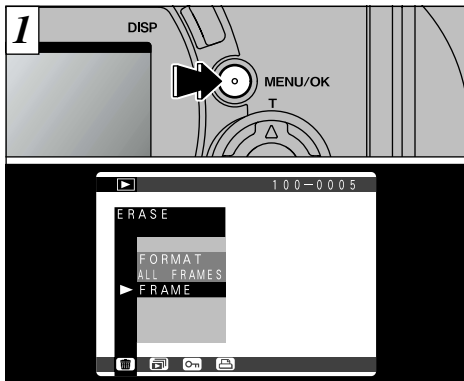 1
DISP
MENU/OK
T
100-0005
ERASE
FORMAT
ALL FRAMES
FRAME